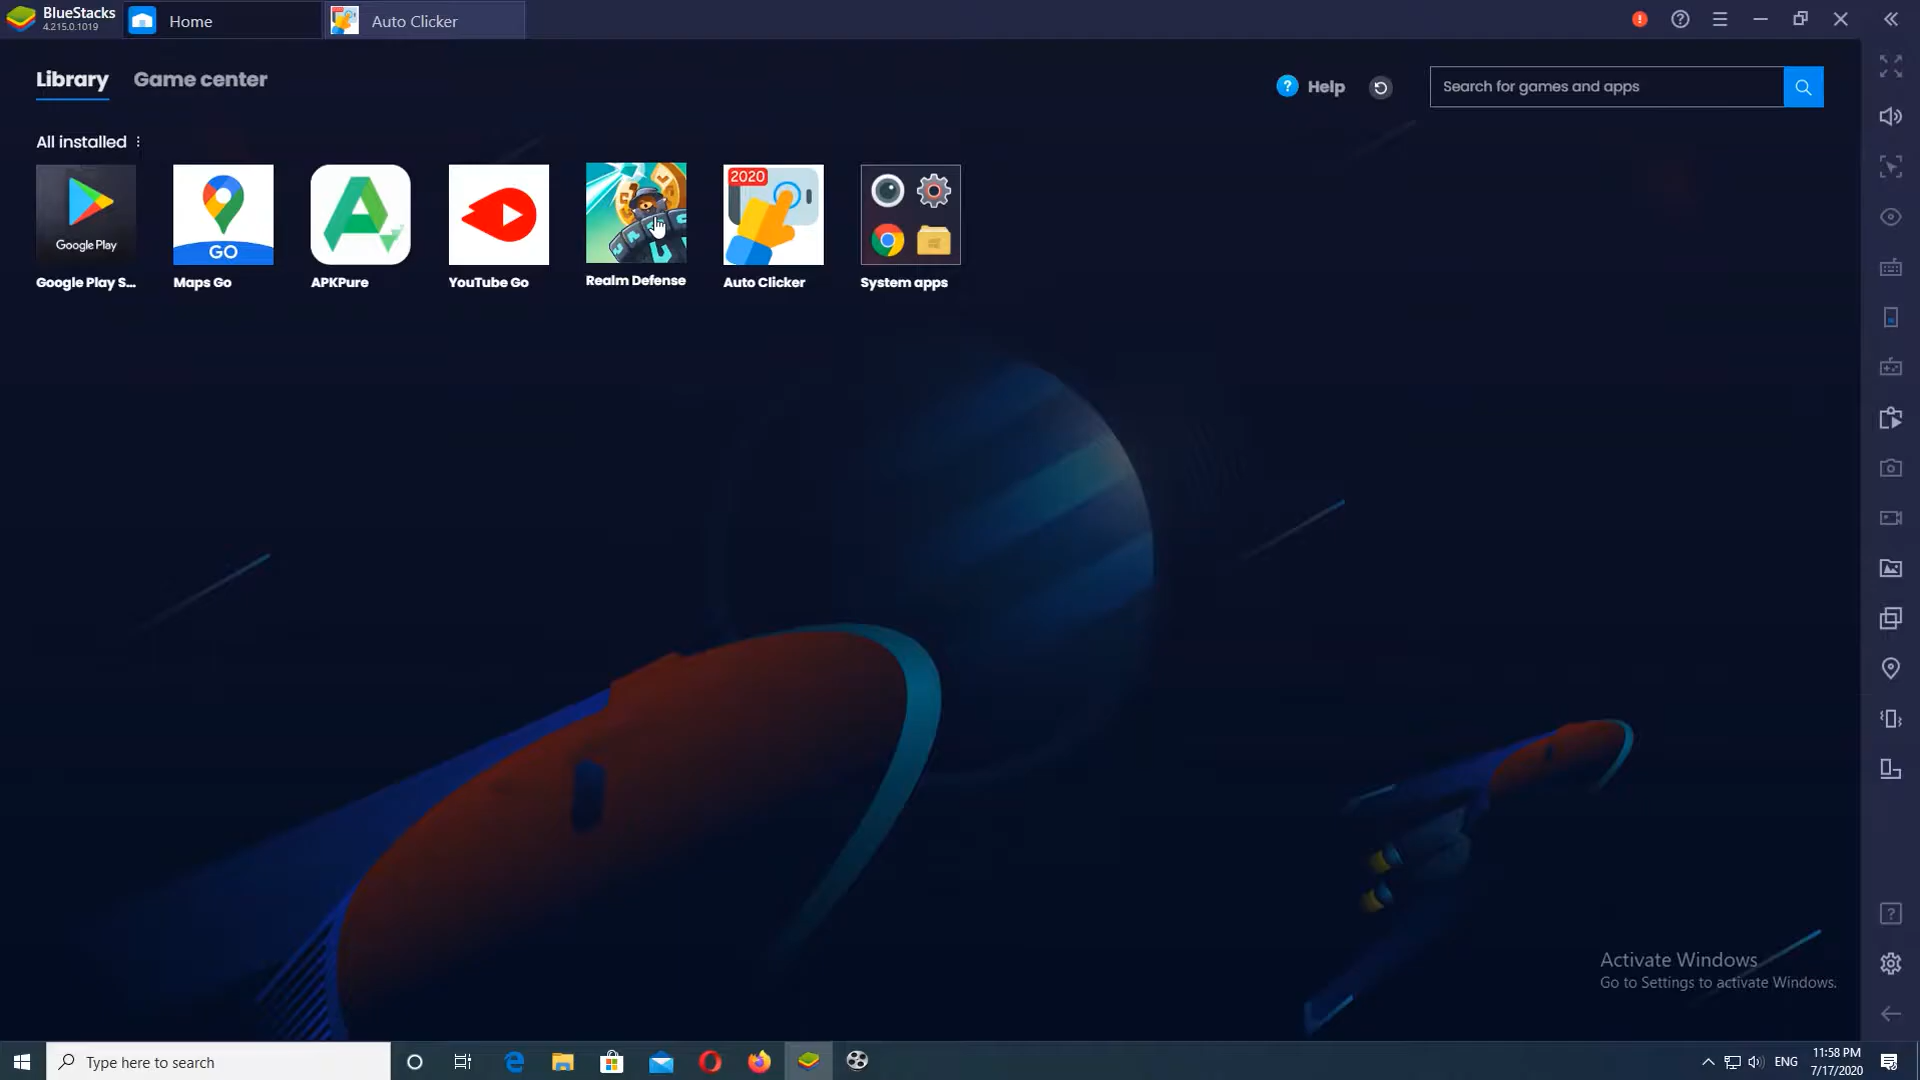 BlueStacks
4.215.0.1019
Home
Auto Clicker
Library
Game center
Help
Search for games and apps
All installed
Google Play
GO
2020
Google Play S...
Maps Go
APKPure
YouTube Go
Realm Defense
Auto Clicker
System apps
Activate Windows
Go to Settings to activate Windows.
Type here to search
ENG
11:58 PM
7/17/2020